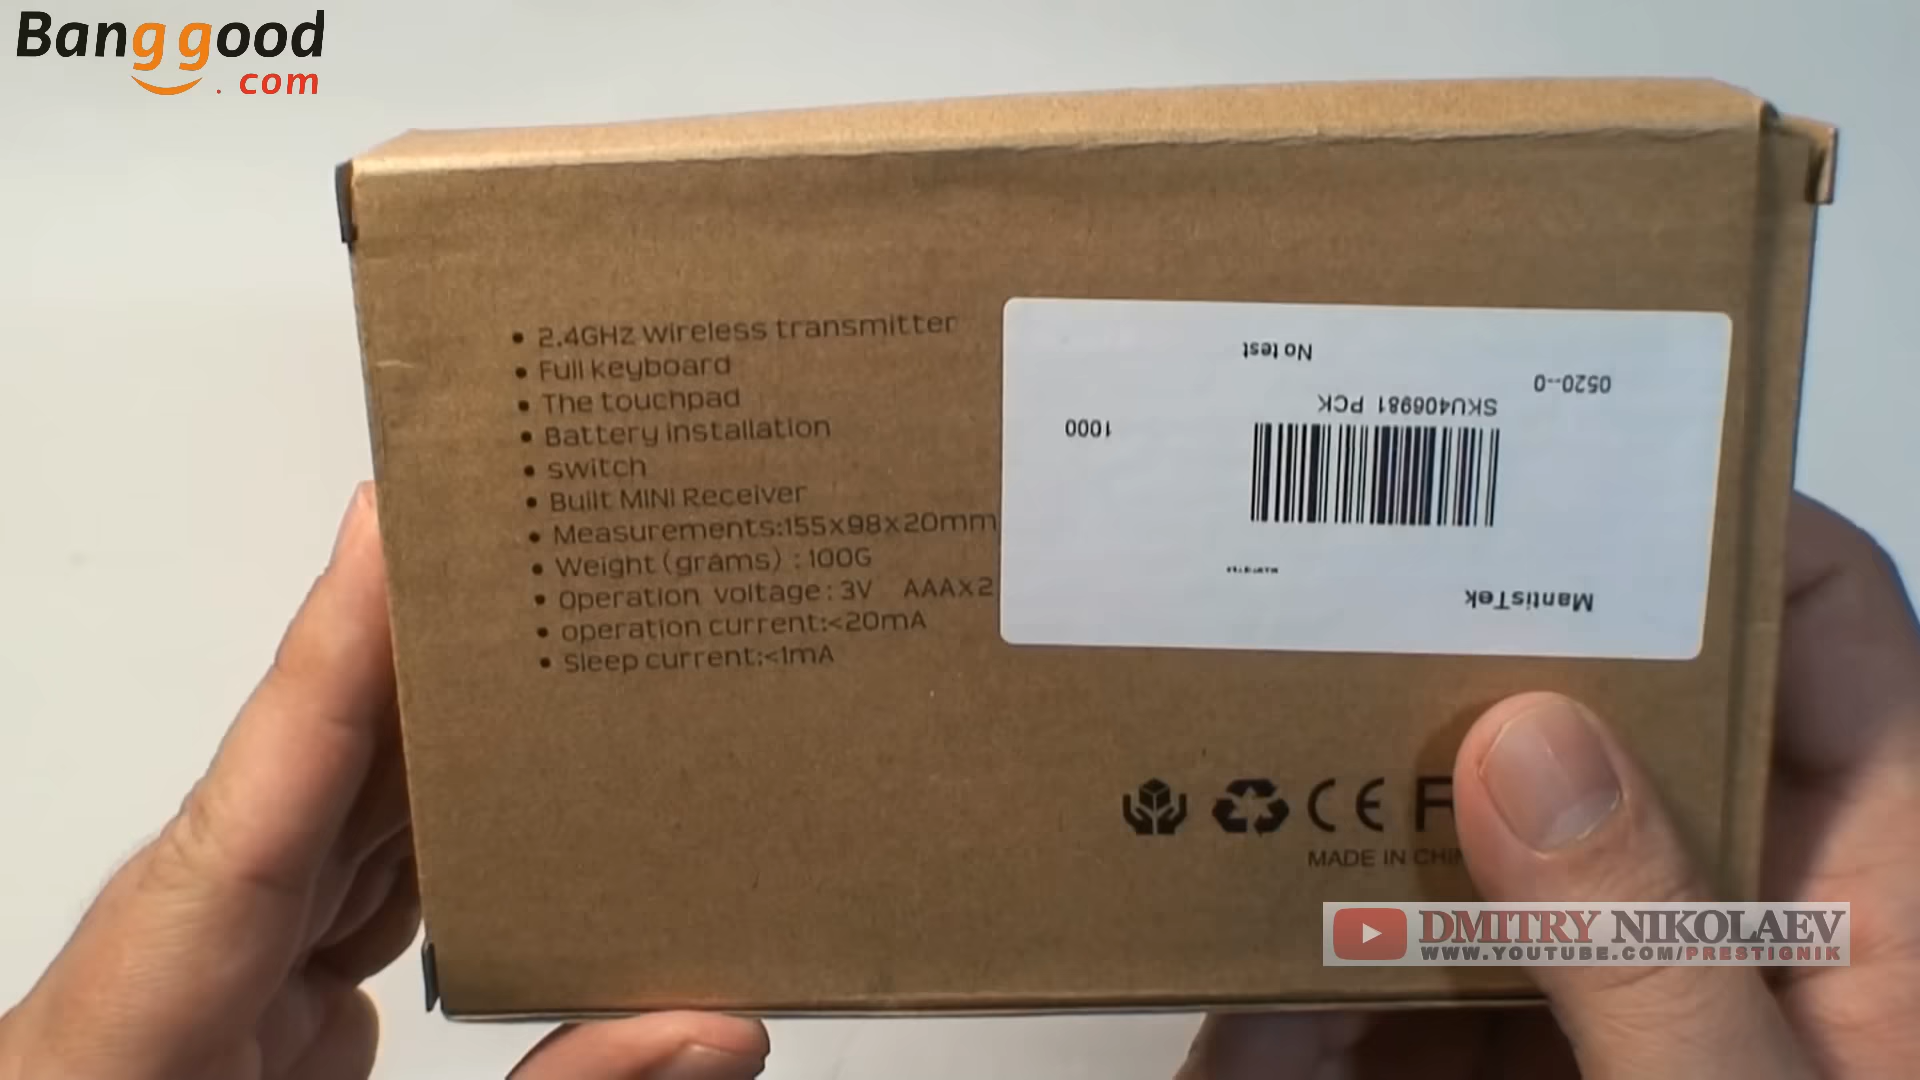 Banggood
.com
2.4GHz wireless transmitter
Full keyboard
The touchpad
Battery installation
switch
Built MINI Receiver
Measurements:155x98x20mm
Weight(grams) : 100G
Operation voltage: 3V AAAx2
operation current:<20mA
Sleep current:<1mA
MantisTek
1000
SKU406981 PCK
0520--0
No test
CE F
MADE IN CHIN
DMITRY NIKOLAEV
WWW.YOUTUBE.COM/PRESTIGNIK